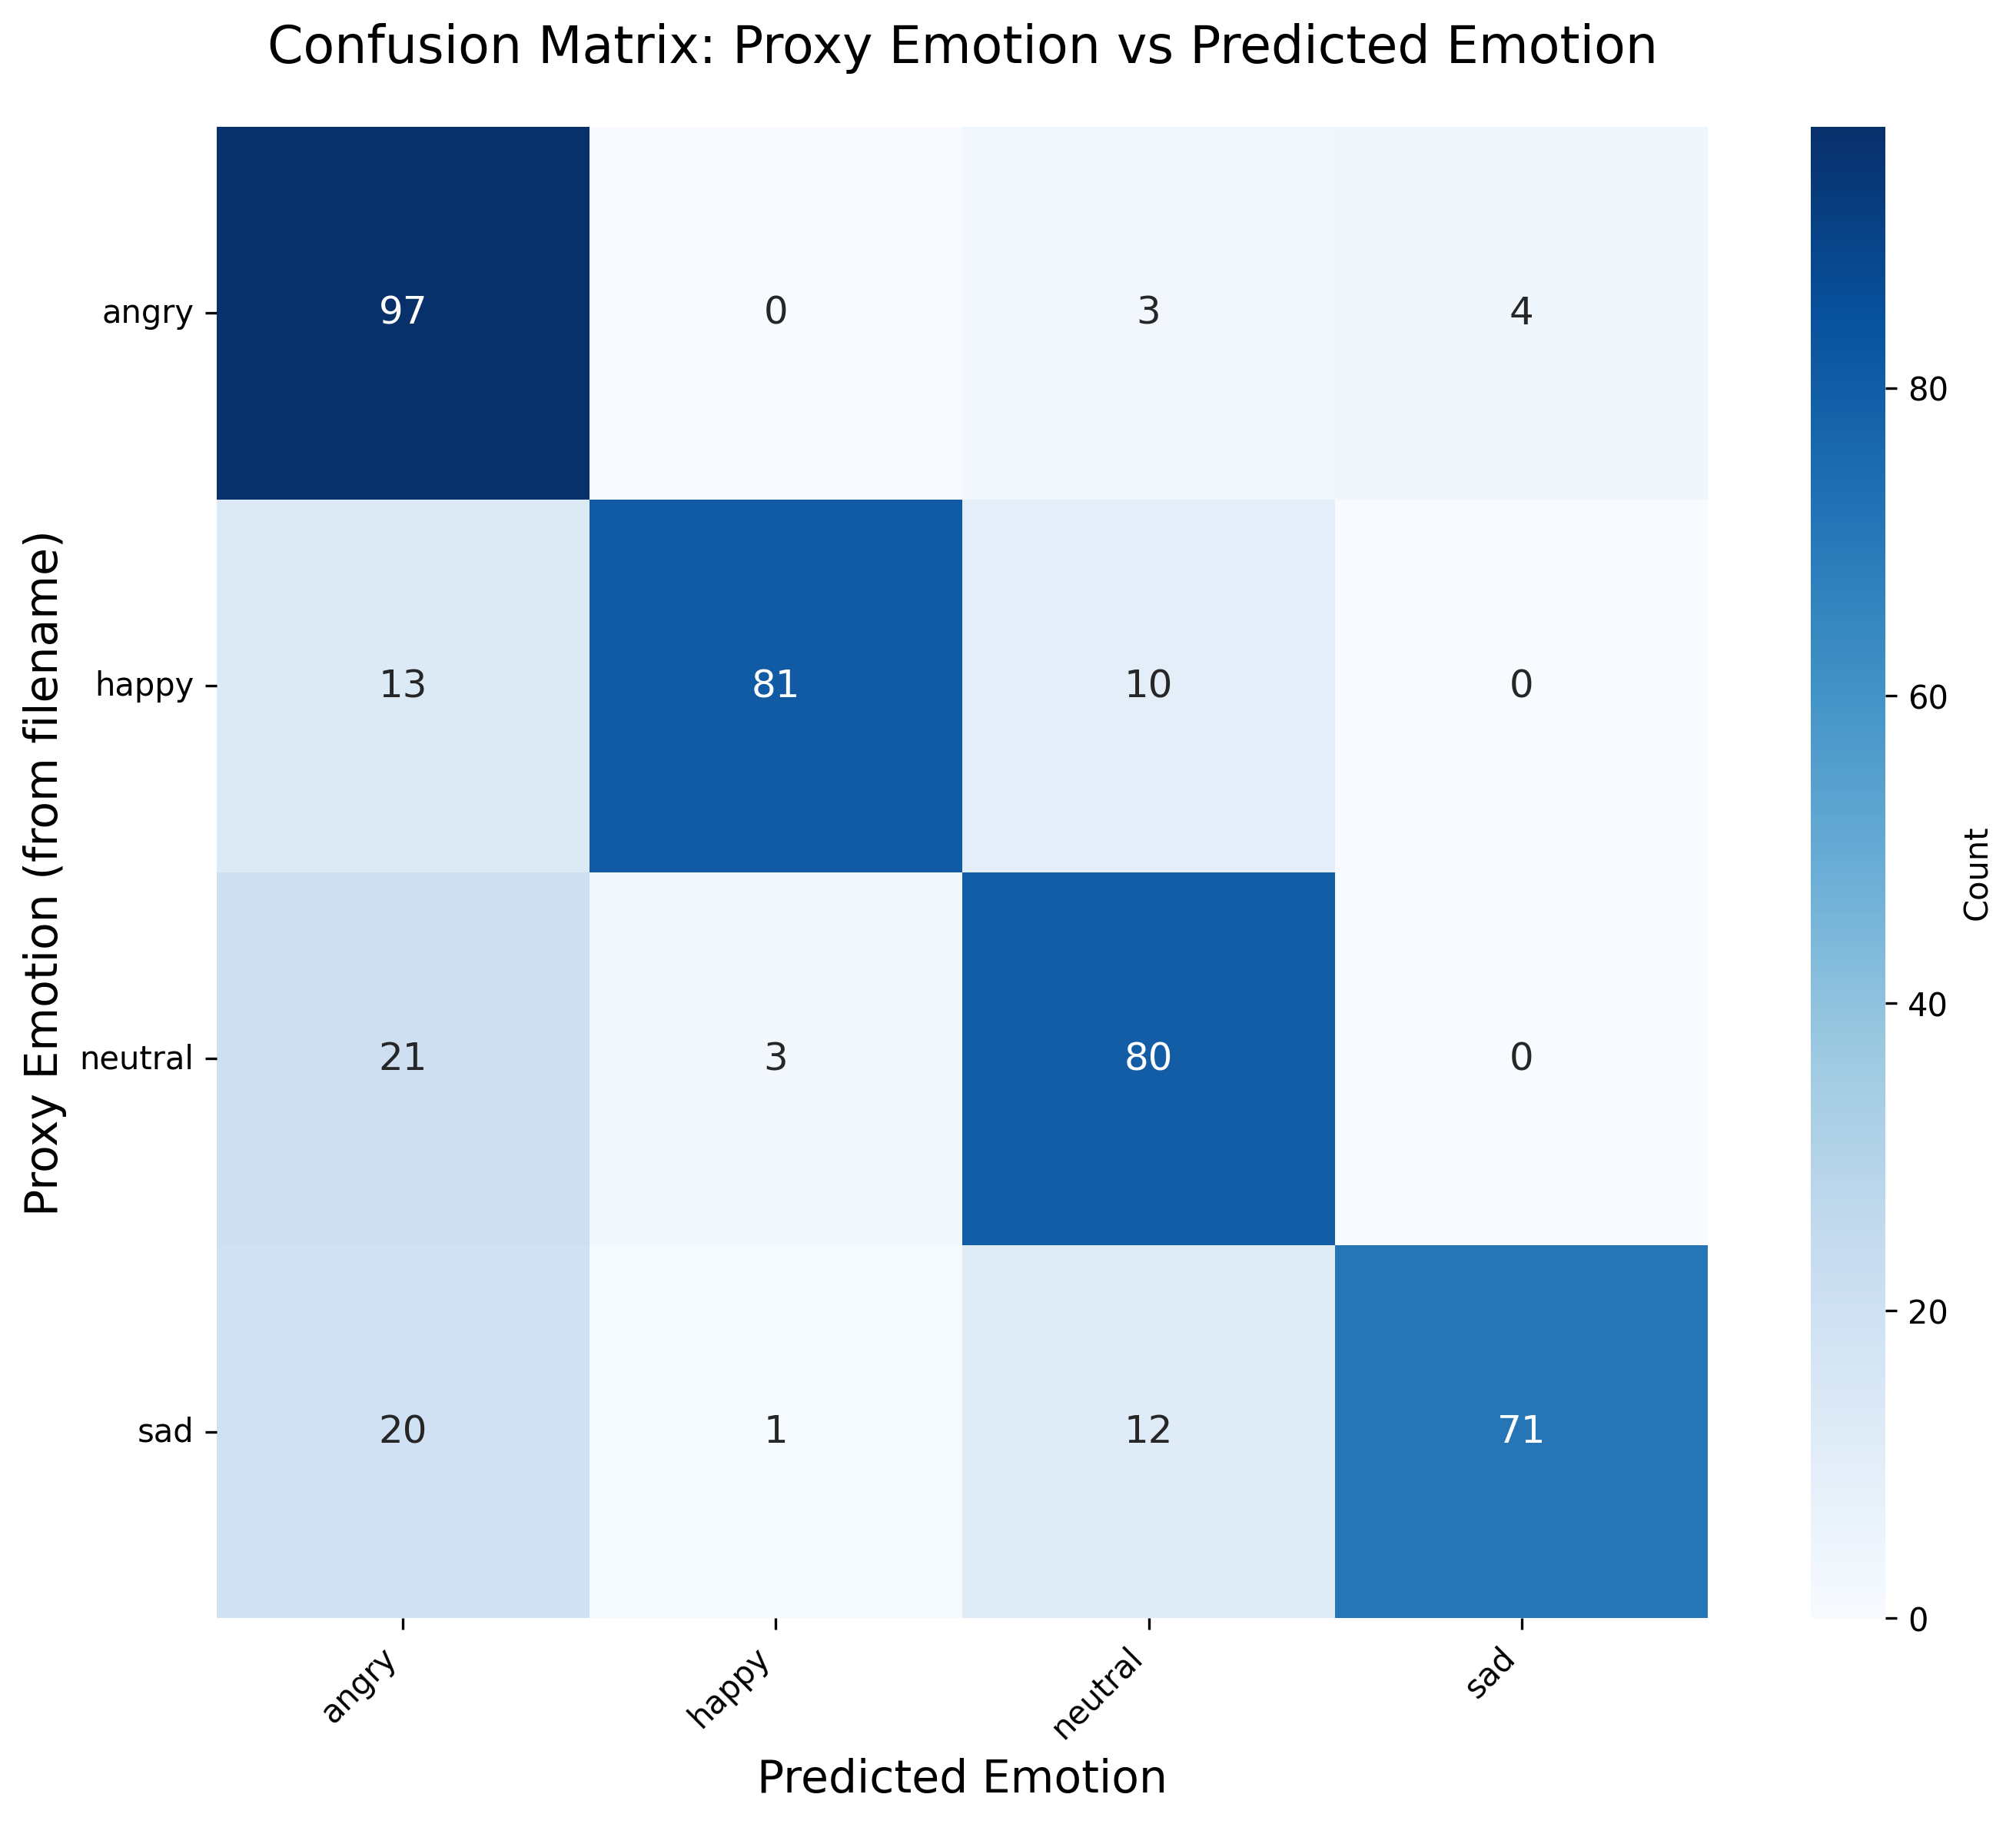 Confusion Matrix: Proxy Emotion vs Predicted Emotion
Proxy Emotion (from filename)
angry 97 0 3 4
happy 13 81 10 0
neutral 21 3 80 0
sad 20 1 12 71
angry happy neutral sad
Predicted Emotion
80
60
40
20
0
Count